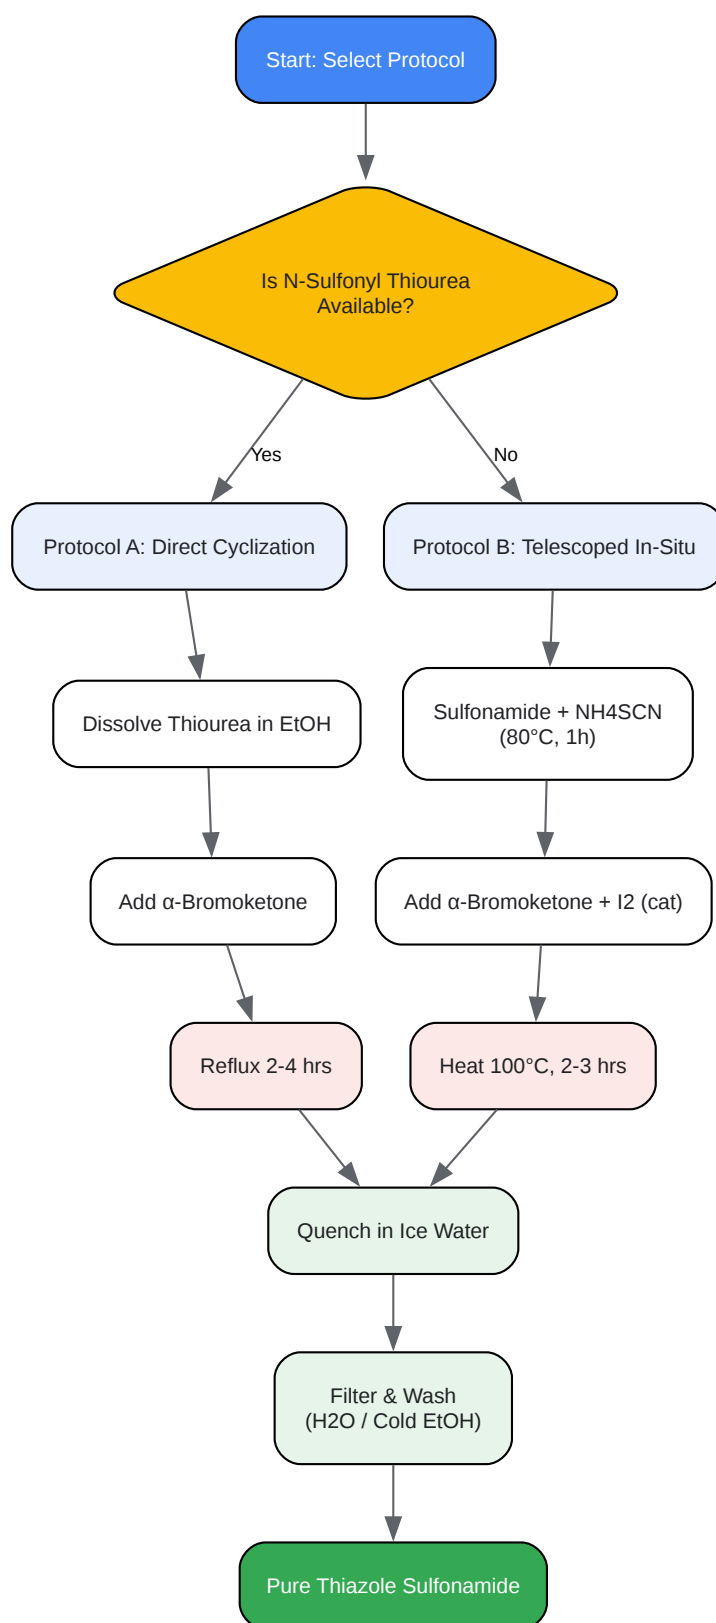 Start: Select Protocol
Is N-Sulfonyl Thiourea
Available?
Yes
No
Protocol A: Direct Cyclization
Protocol B: Telescoped In-Situ
Dissolve Thiourea in EtOH
Sulfonamide + NH4SCN
(80°C, 1h)
Add α-Bromoketone
Add α-Bromoketone + I2 (cat)
Reflux 2-4 hrs
Heat 100°C, 2-3 hrs
Quench in Ice Water
Filter & Wash
(H2O / Cold EtOH)
Pure Thiazole Sulfonamide